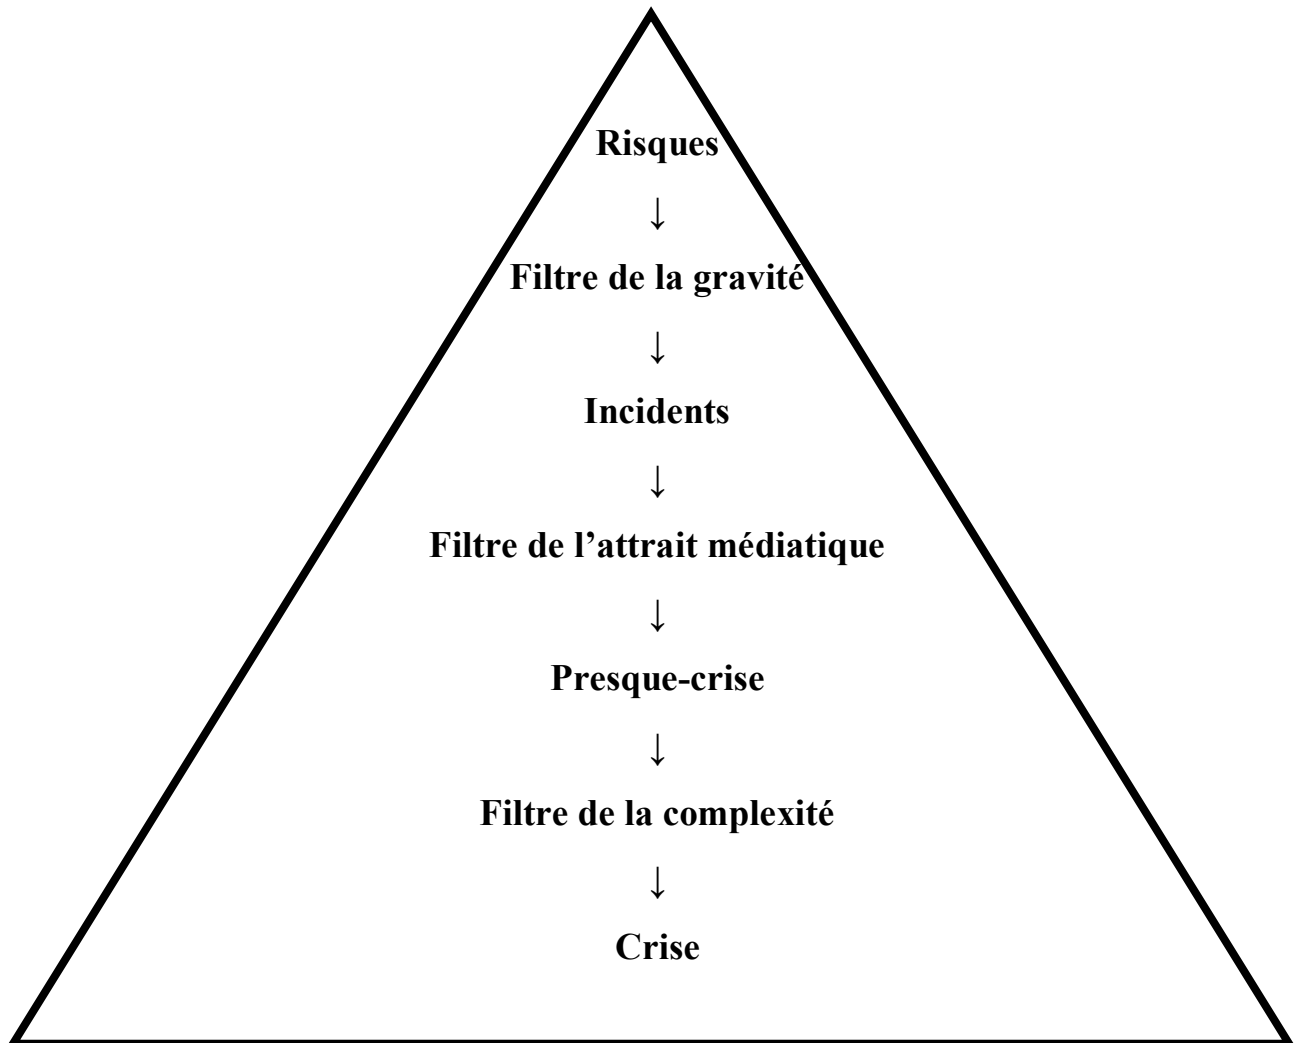 Risques
↓
Filtre de la gravité
↓
Incidents
↓
Filtre de l’attrait médiatique
↓
Presque-crise
↓
Filtre de la complexité
↓
Crise